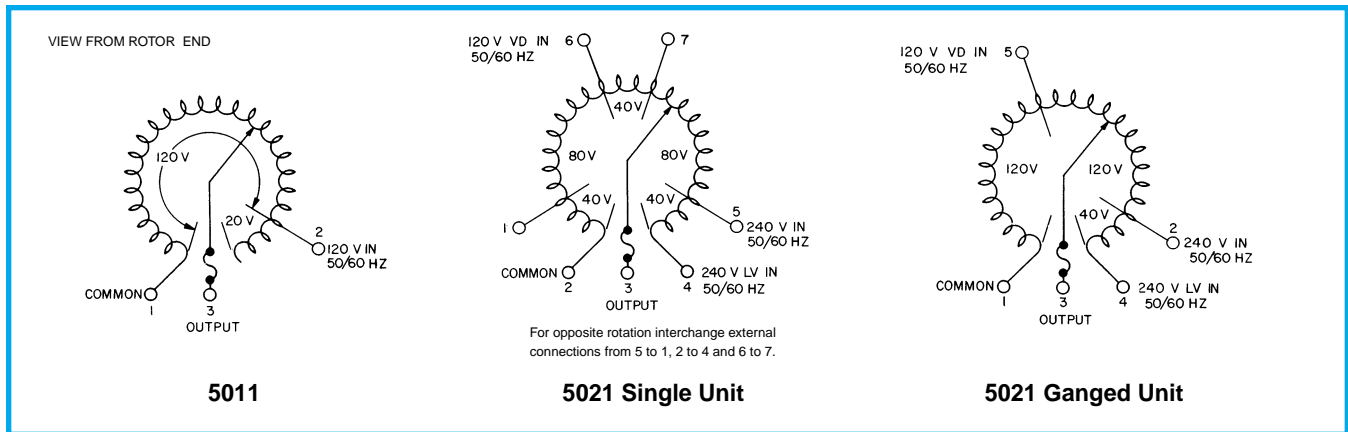 VIEW FROM ROTOR END
120 V
20 V
2
120 V IN
50/60 HZ
COMMON
1
3
OUTPUT
5011
120 V VD IN
50/60 HZ
6
7
40V
80V
80V
40V
40V
1
5
240 V IN
50/60 HZ
COMMON
2
3
OUTPUT
4
240 V LV IN
50/60 HZ
For opposite rotation interchange external
connections from 5 to 1, 2 to 4 and 6 to 7.
5021 Single Unit
120 V VD IN
50/60 HZ
5
120V
120V
40V
2
240 V IN
50/60 HZ
COMMON
1
3
OUTPUT
4
240 V LV IN
50/60 HZ
5021 Ganged Unit